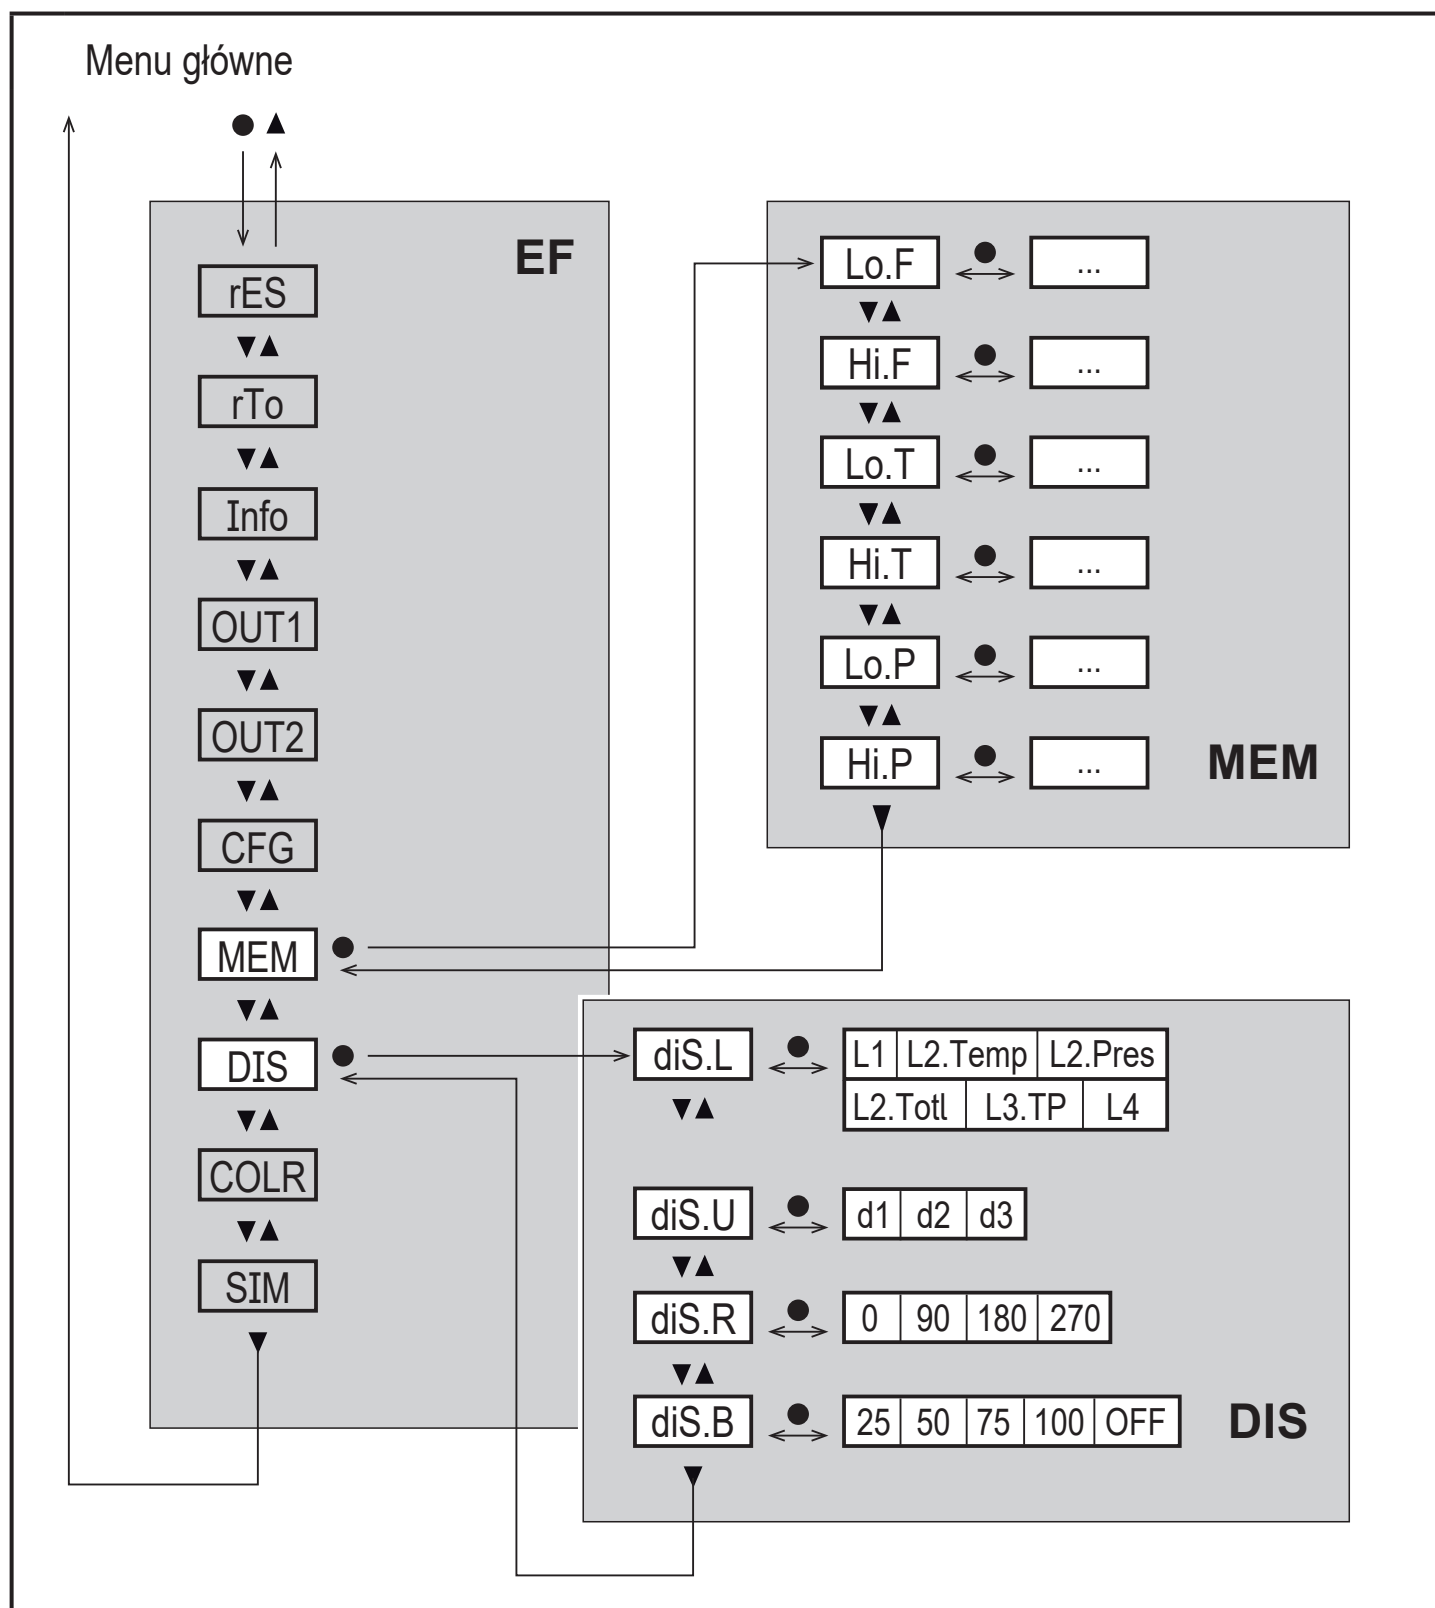 Menu główne
EF
rES
rTo
Info
OUT1
OUT2
CFG
MEM
DIS
COLR
SIM
Lo.F ...
Hi.F ...
Lo.T ...
Hi.T ...
Lo.P ...
Hi.P ...
MEM
diS.L L1 L2.Temp L2.Pres
L2.Totl L3.TP L4
diS.U d1 d2 d3
diS.R 0 90 180 270
diS.B 25 50 75 100 OFF
DIS